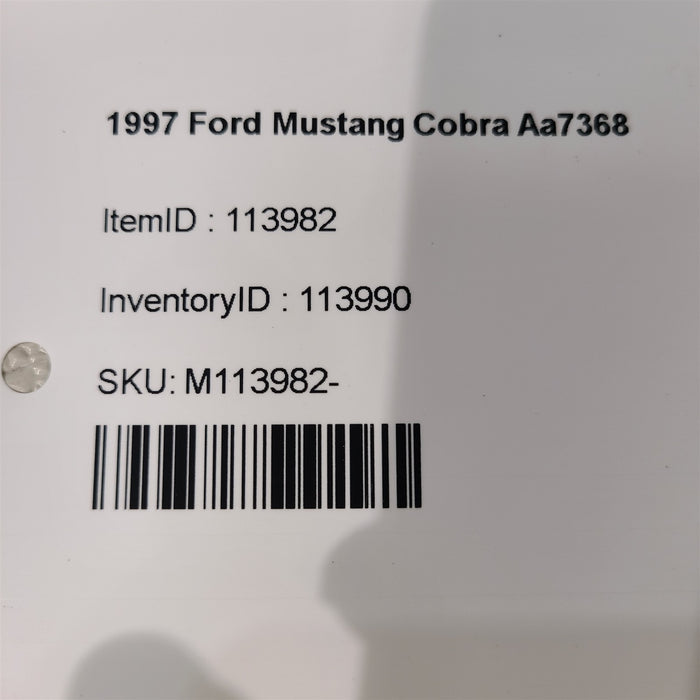 1997 Ford Mustang Cobra Aa7368
ItemID : 113982
InventoryID : 113990
SKU: M113982-